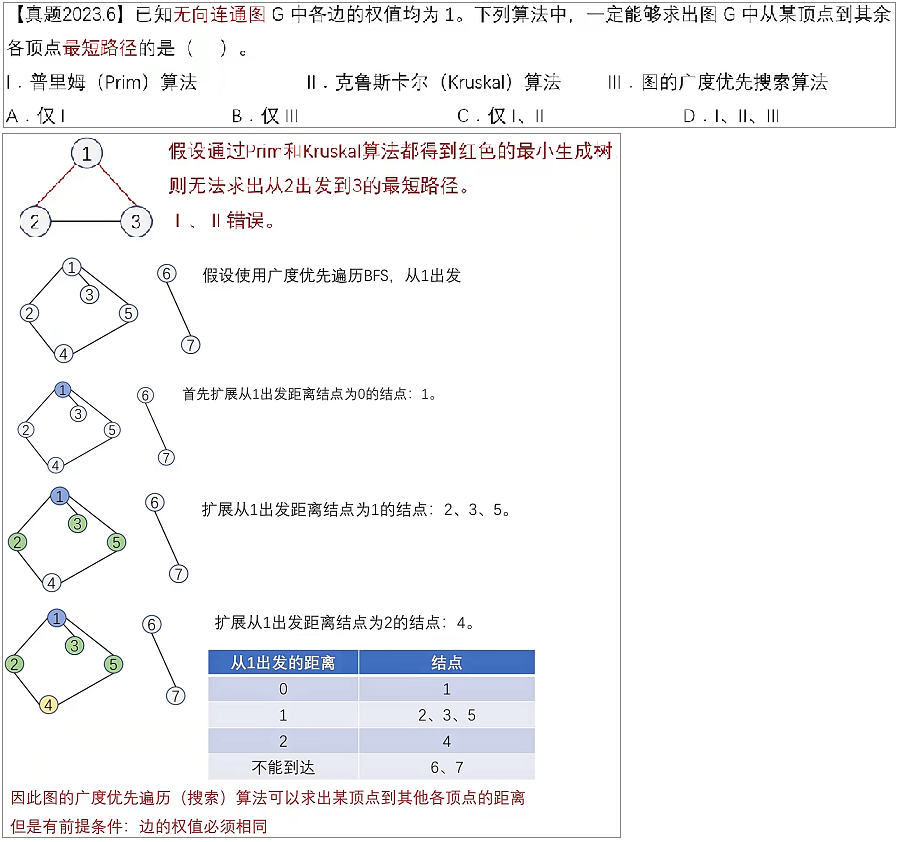 【真题2023.6】已知无向连通图 G 中各边的权值均为 1。下列算法中，一定能够求出图 G 中从某顶点到其余
各顶点最短路径的是（ ）。
Ⅰ．普里姆（Prim）算法 Ⅱ．克鲁斯卡尔（Kruskal）算法 Ⅲ．图的广度优先搜索算法
A．仅Ⅰ B．仅Ⅲ C．仅Ⅰ、Ⅱ D．Ⅰ、Ⅱ、Ⅲ
1
2 3
假设通过Prim和Kruskal算法都得到红色的最小生成树
则无法求出从2出发到3的最短路径。
Ⅰ、Ⅱ错误。
1 6
3
2 5
4 7
假设使用广度优先遍历BFS，从1出发
1 6
3
2 5
4 7
首先扩展从1出发距离结点为0的结点：1。
1 6
3
2 5
4 7
扩展从1出发距离结点为1的结点：2、3、5。
1 6
3
2 5
4 7
扩展从1出发距离结点为2的结点：4。
从1出发的距离 结点
0 1
1 2、3、5
2 4
不能到达 6、7
因此图的广度优先遍历（搜索）算法可以求出某顶点到其他各顶点的距离
但是有前提条件：边的权值必须相同